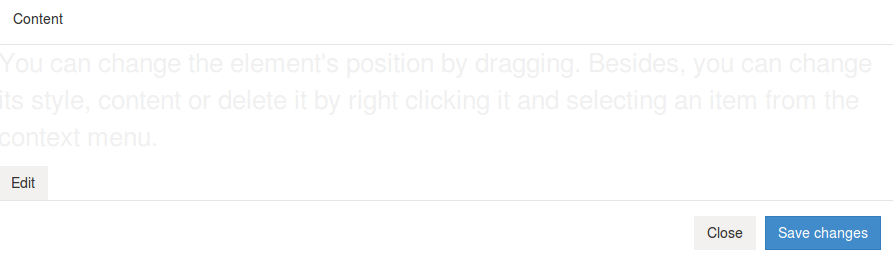 Content
You can change the element's position by dragging. Besides, you can change
its style, content or delete it by right clicking it and selecting an item from the
context menu.
Edit
Close Save changes